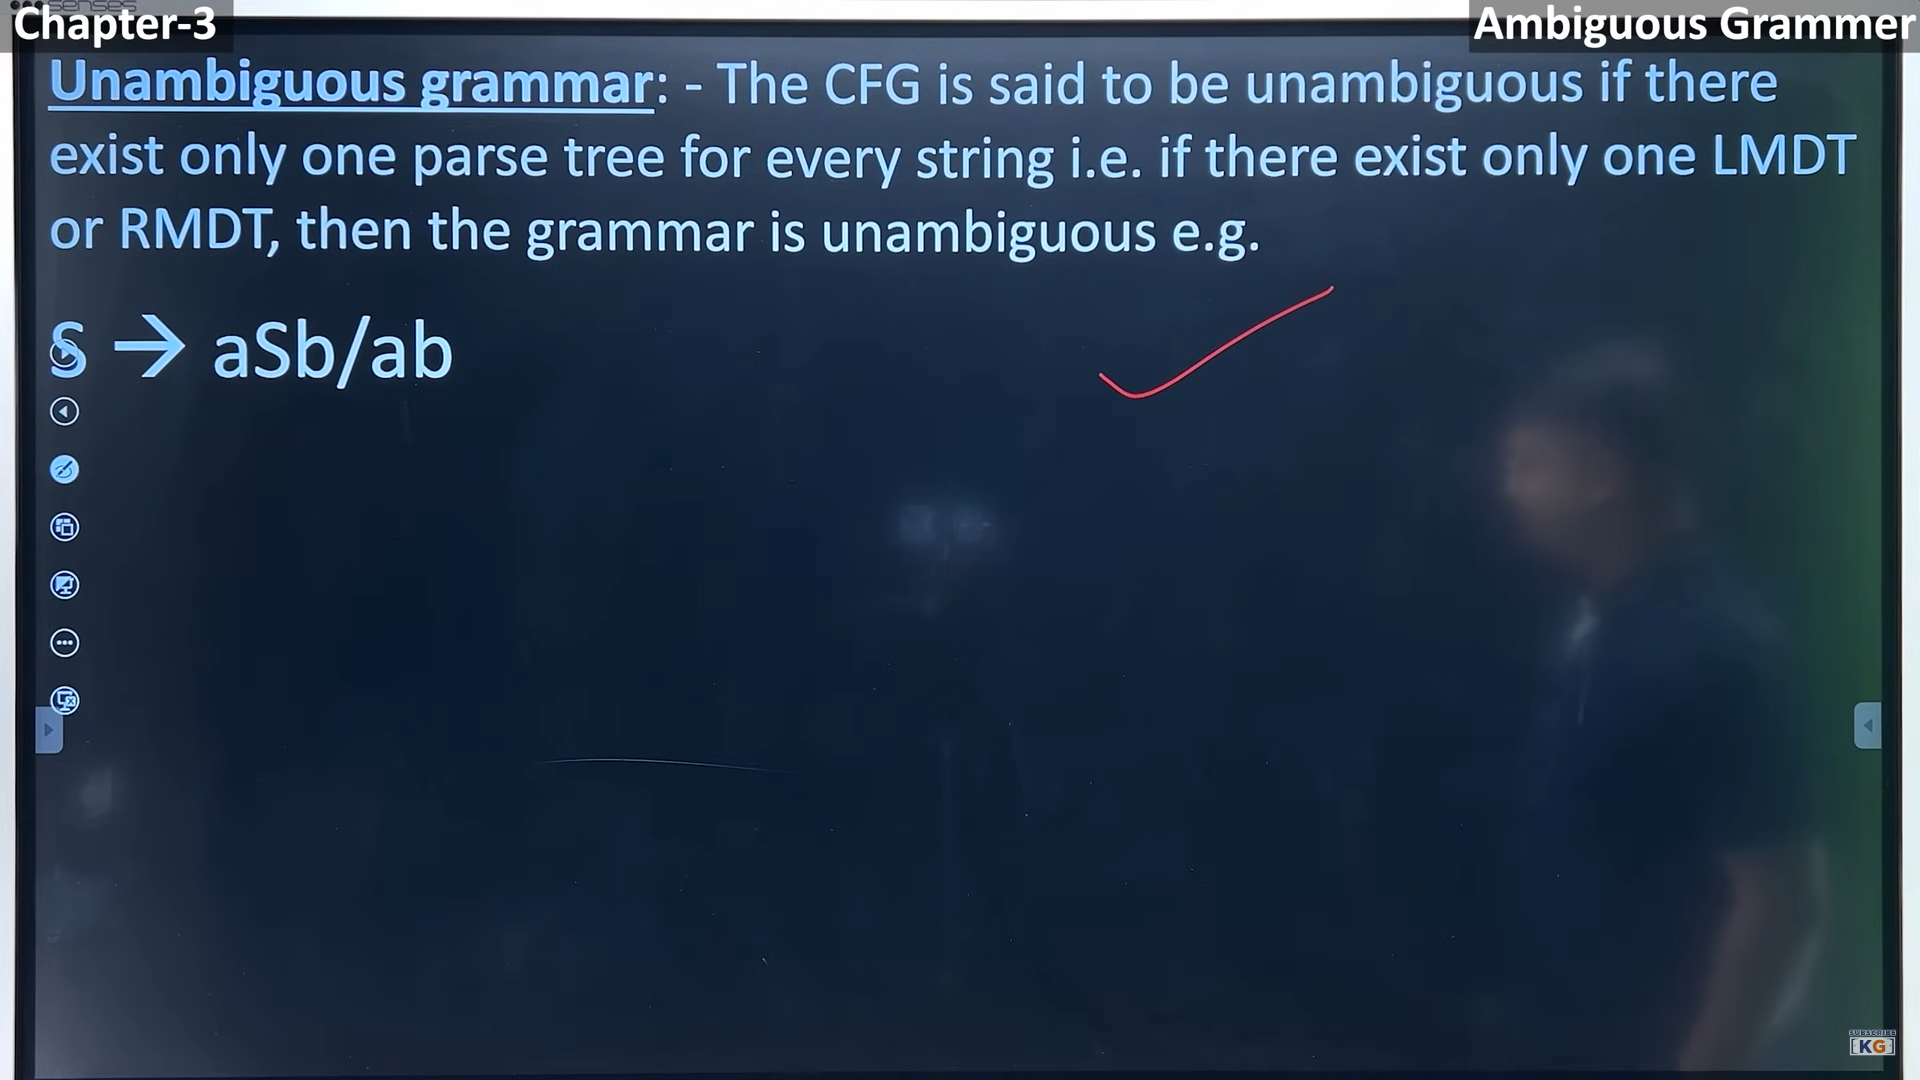 senses
Chapter-3
Ambiguous Grammer
Unambiguous grammar: - The CFG is said to be unambiguous if there
exist only one parse tree for every string i.e. if there exist only one LMDT
or RMDT, then the grammar is unambiguous e.g.
S → aSb/ab
SUBSCRIBE
KG